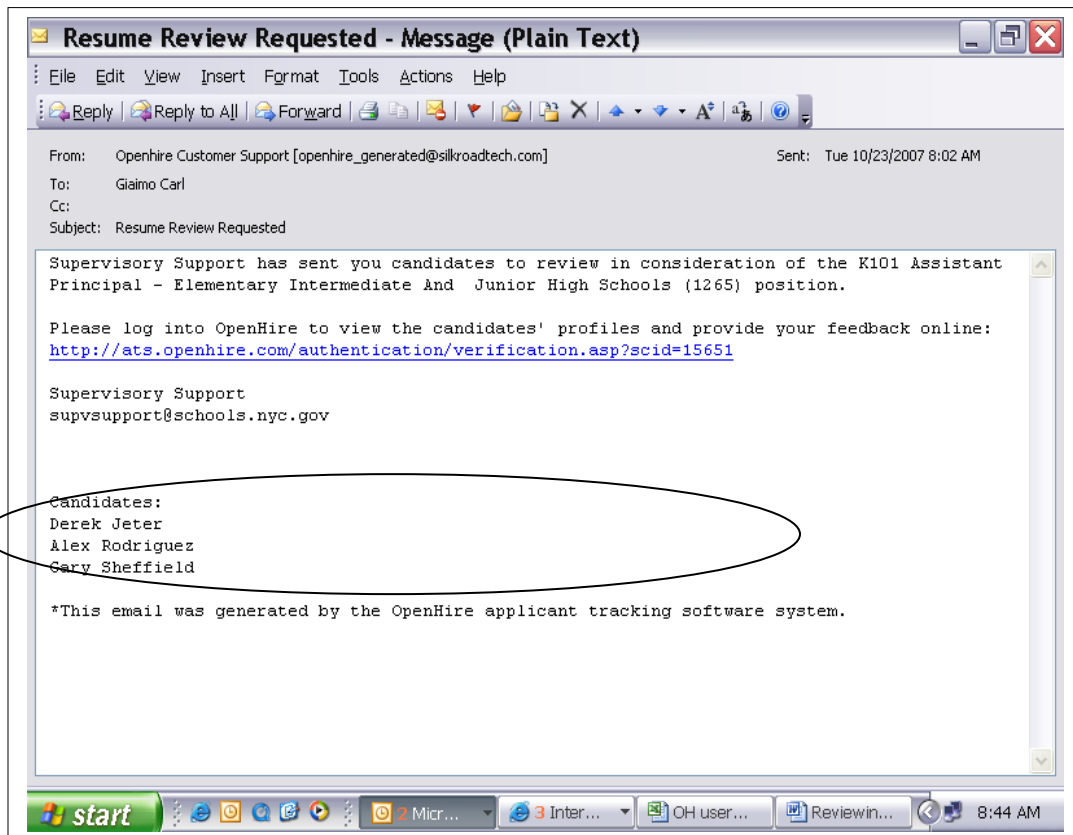 Resume Review Requested - Message (Plain Text)
File Edit View Insert Format Tools Actions Help
Reply Reply to All Forward
From: Openhire Customer Support [openhire_generated@silkroadtech.com] Sent: Tue 10/23/2007 8:02 AM
To: Giaimo Carl
Cc:
Subject: Resume Review Requested
Supervisory Support has sent you candidates to review in consideration of the K101 Assistant
Principal - Elementary Intermediate And Junior High Schools (1265) position.
Please log into OpenHire to view the candidates' profiles and provide your feedback online:
http://ats.openhire.com/authentication/verification.asp?scid=15651
Supervisory Support
supvsupport@schools.nyc.gov
Candidates:
Derek Jeter
Alex Rodriguez
Gary Sheffield
*This email was generated by the OpenHire applicant tracking software system.
start 2 Micr... 3 Inter... OH user... Reviewin... 8:44 AM